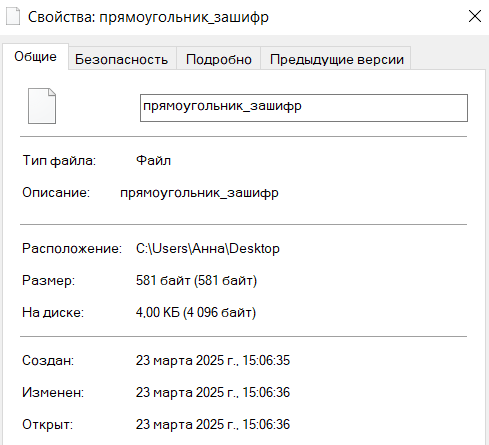 Свойства: прямоугольник_зашифр
Общие Безопасность Подробно Предыдущие версии
прямоугольник_зашифр
Тип файла: Файл
Описание: прямоугольник_зашифр
Расположение: C:\Users\Анна\Desktop
Размер: 581 байт (581 байт)
На диске: 4,00 КБ (4 096 байт)
Создан: 23 марта 2025 г., 15:06:35
Изменен: 23 марта 2025 г., 15:06:36
Открыт: 23 марта 2025 г., 15:06:36